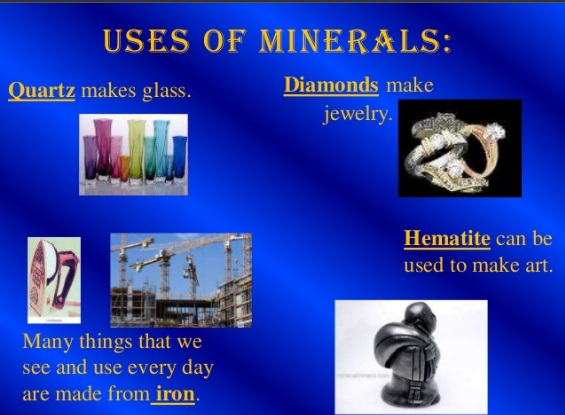 USES OF MINERALS:
Quartz makes glass.
Diamonds make
jewelry.
Hematite can be
used to make art.
Many things that we
see and use every day
are made from iron.